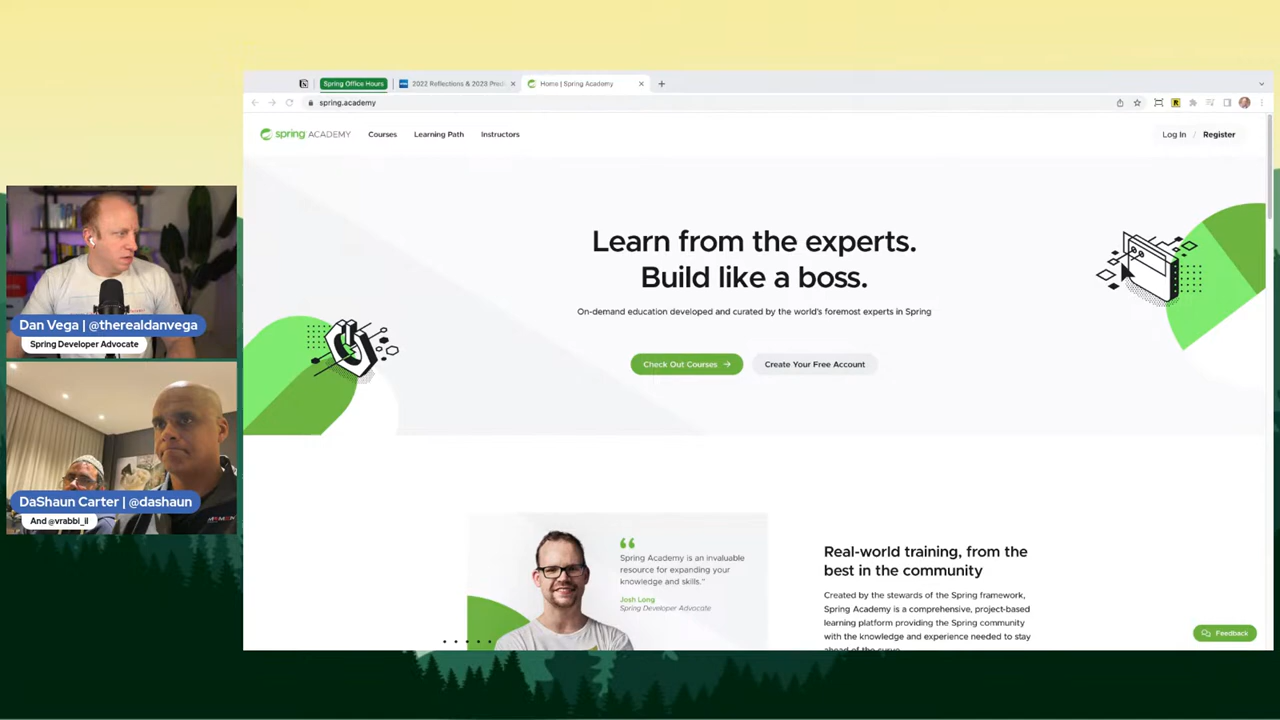 Spring Office Hours
2022 Reflections & 2023 Predi
Home | Spring Academy
spring.academy
spring ACADEMY
Courses
Learning Path
Instructors
Log In / Register
Learn from the experts.
Build like a boss.
On-demand education developed and curated by the world's foremost experts in Spring
Check Out Courses →
Create Your Free Account
Dan Vega | @therealdanvega
Spring Developer Advocate
DaShaun Carter | @dashaun
And @vrabbi_il
Spring Academy is an invaluable
resource for expanding your
knowledge and skills."
Josh Long
Spring Developer Advocate
Real-world training, from the
best in the community
Created by the stewards of the Spring framework,
Spring Academy is a comprehensive, project-based
learning platform providing the Spring community
with the knowledge and experience needed to stay
ahead of the curve.
Feedback